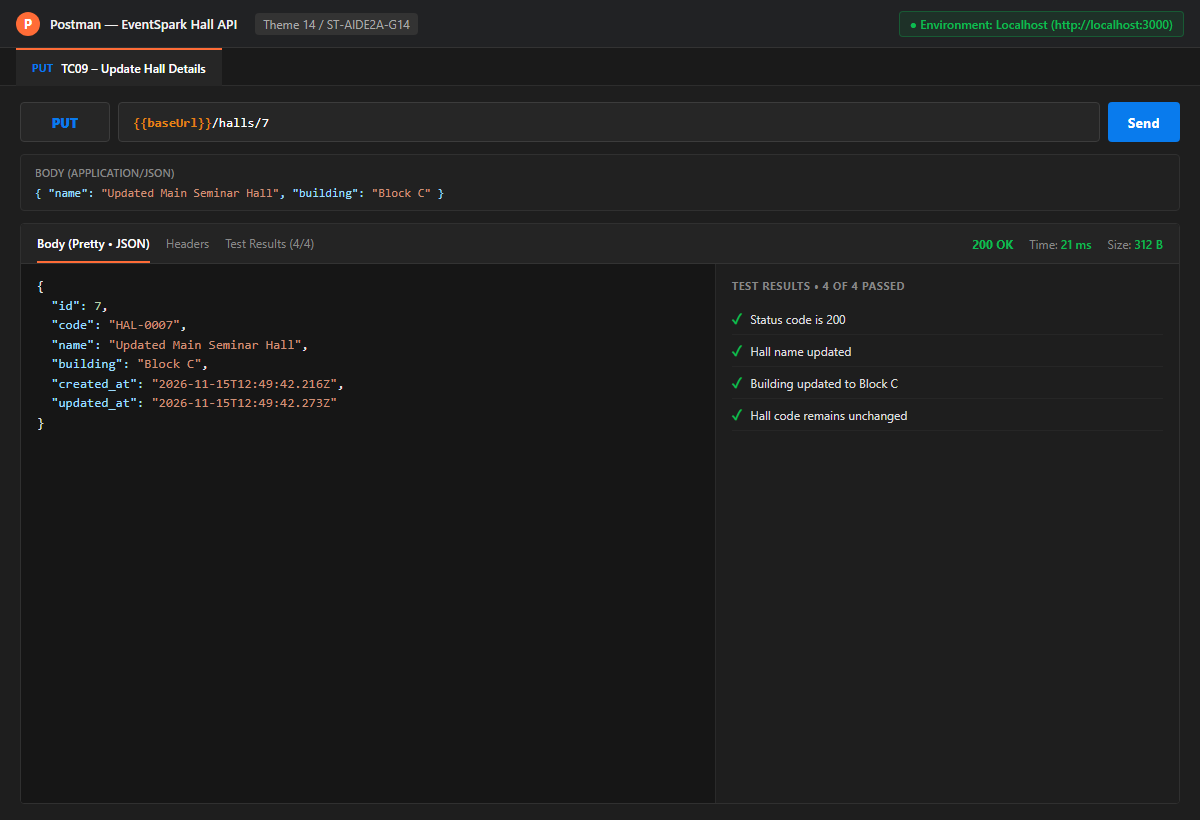 P Postman — EventSpark Hall API Theme 14 / ST-AIDE2A-G14 ● Environment: Localhost (http://localhost:3000)
PUT TC09 – Update Hall Details
PUT {{baseUrl}}/halls/7 Send
BODY (APPLICATION/JSON)
{ "name": "Updated Main Seminar Hall", "building": "Block C" }
Body (Pretty • JSON) Headers Test Results (4/4) 200 OK Time: 21 ms Size: 312 B
{
  "id": 7,
  "code": "HAL-0007",
  "name": "Updated Main Seminar Hall",
  "building": "Block C",
  "created_at": "2026-11-15T12:49:42.216Z",
  "updated_at": "2026-11-15T12:49:42.273Z"
}
TEST RESULTS • 4 OF 4 PASSED
✓ Status code is 200
✓ Hall name updated
✓ Building updated to Block C
✓ Hall code remains unchanged